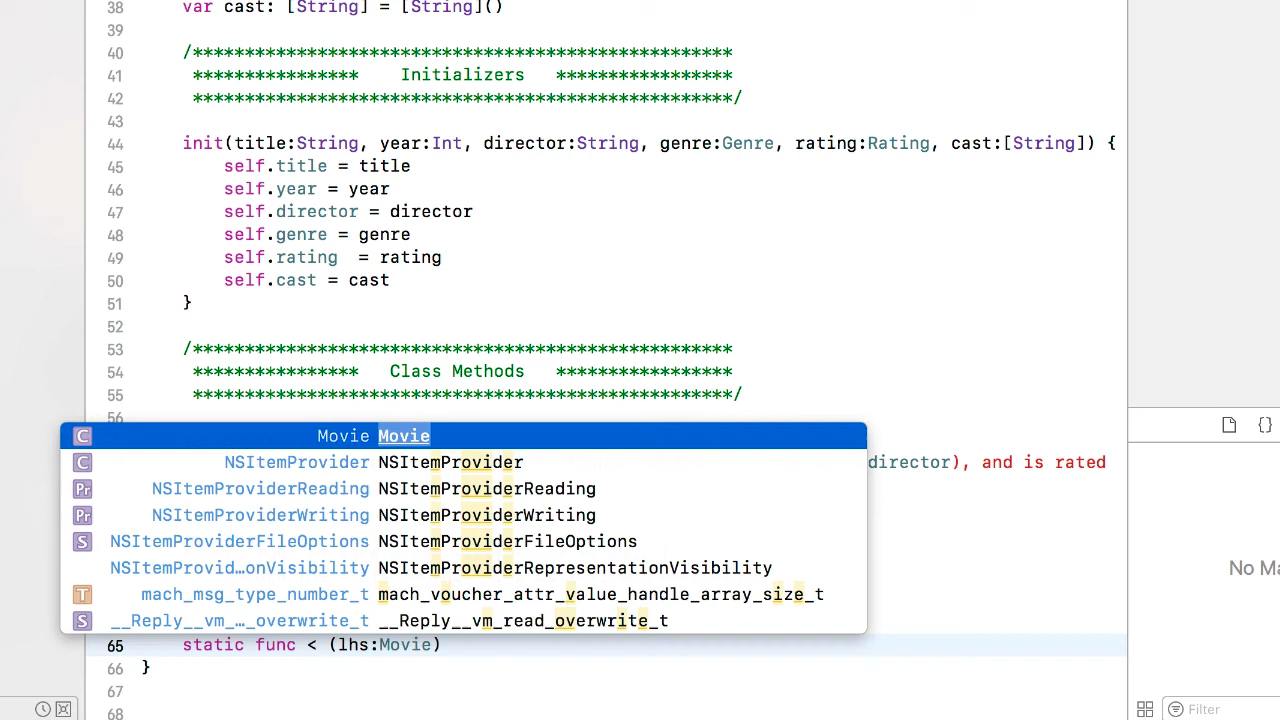 38 var cast: [String] = [String]()
39
40 /****************************************************
41 **************** Initializers *****************
42 ****************************************************/
43
44 init(title:String, year:Int, director:String, genre:Genre, rating:Rating, cast:[String]) {
45 self.title = title
46 self.year = year
47 self.director = director
48 self.genre = genre
49 self.rating  = rating
50 self.cast = cast
51 }
52
53 /****************************************************
54 **************** Class Methods *****************
55 ****************************************************/
56
Movie Movie
NSItemProvider NSItemProvider
director), and is rated
NSItemProviderReading NSItemProviderReading
NSItemProviderWriting NSItemProviderWriting
NSItemProviderFileOptions NSItemProviderFileOptions
NSItemProvid…onVisibility NSItemProviderRepresentationVisibility
No Ma
mach_msg_type_number_t mach_voucher_attr_value_handle_array_size_t
__Reply__vm_…_overwrite_t __Reply__vm_read_overwrite_t
65 static func < (lhs:Movie)
66 }
67
68
Filter